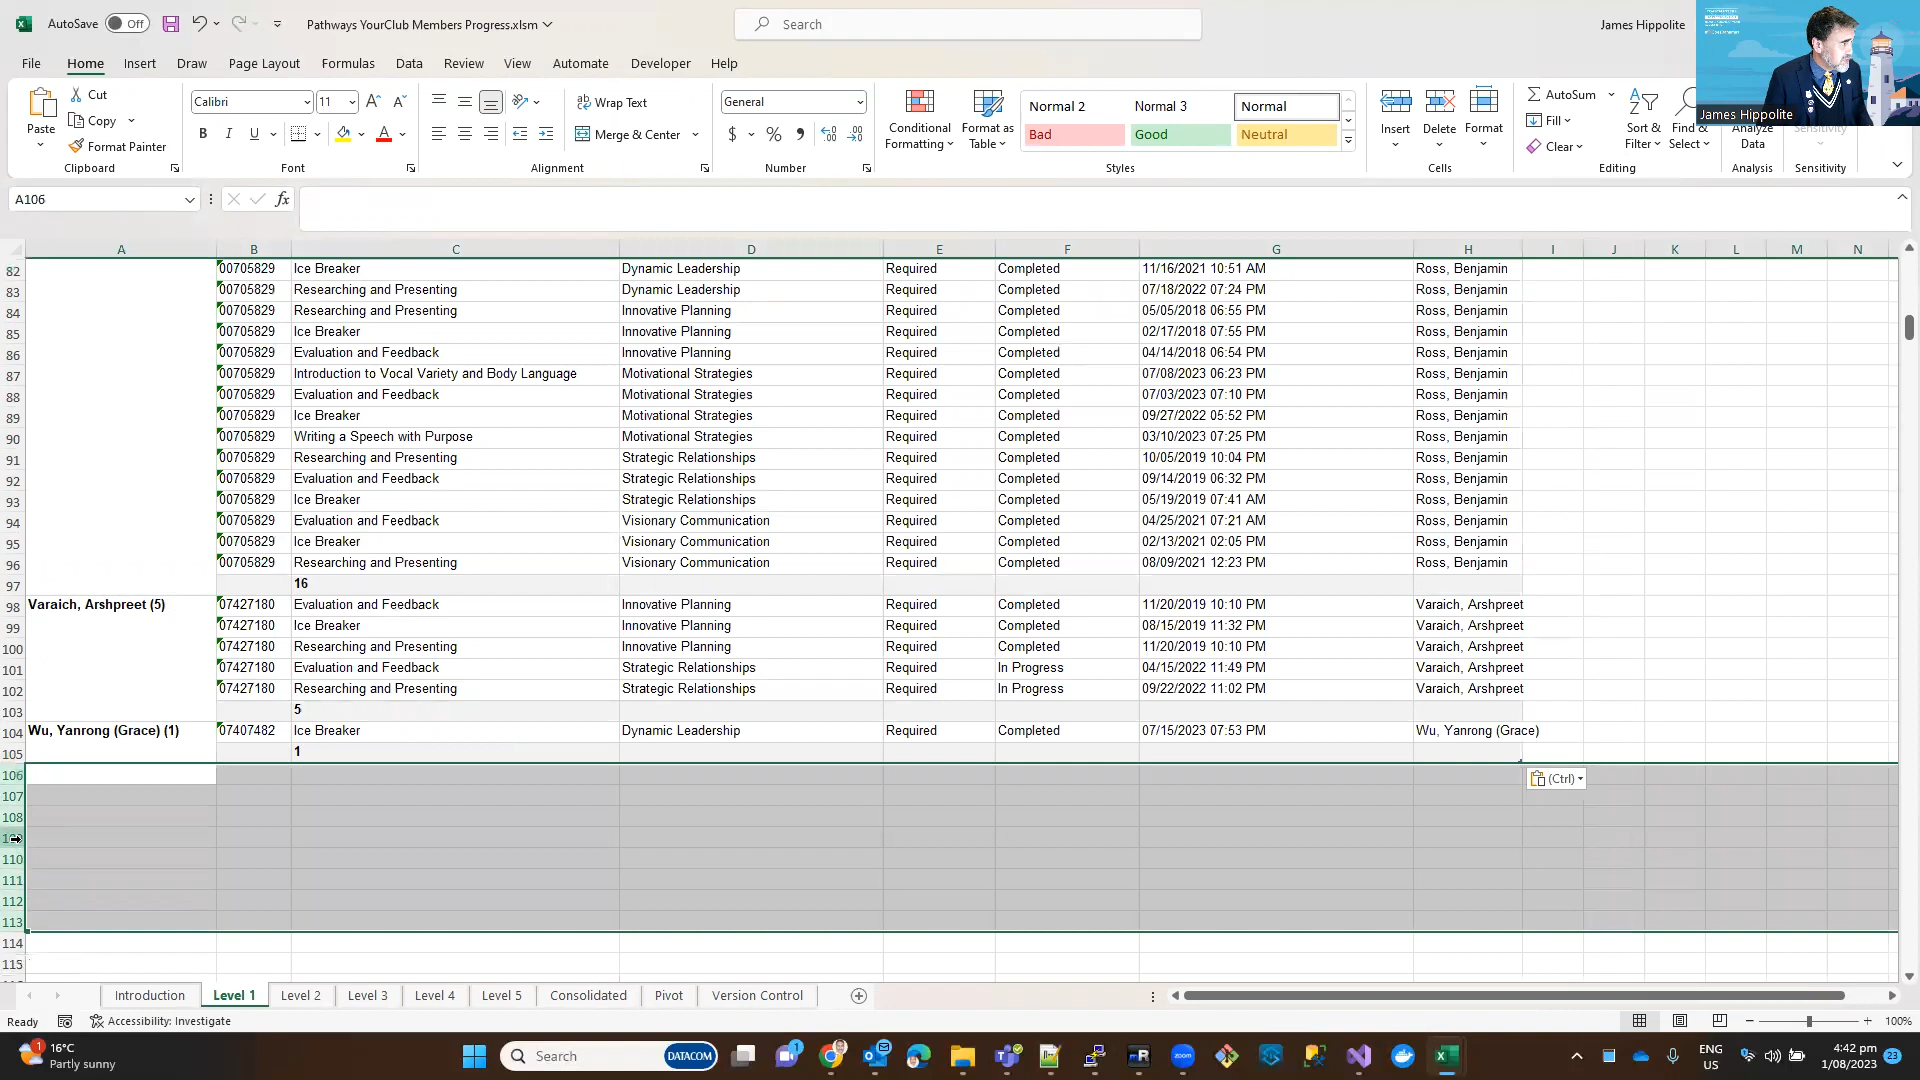 AutoSave Off Pathways YourClub Members Progress.xlsm Search James Hippolite
File Home Insert Draw Page Layout Formulas Data Review View Automate Developer Help
James Hippolite
Paste Cut Copy Format Painter Clipboard
Calibri 11 B I U A Font
Wrap Text Merge & Center Alignment
General $ % Number
Conditional Formatting Format as Table Normal 2 Normal 3 Normal Bad Good Neutral Styles
Insert Delete Format Cells
AutoSum Fill Clear Sort & Filter Find & Select Editing
Analyze Data Analysis Sensitivity Sensitivity
A106 fx
A B C D E F G H I J K L M N
82 00705829 Ice Breaker Dynamic Leadership Required Completed 11/16/2021 10:51 AM Ross, Benjamin
83 00705829 Researching and Presenting Dynamic Leadership Required Completed 07/18/2022 07:24 PM Ross, Benjamin
84 00705829 Researching and Presenting Innovative Planning Required Completed 05/05/2018 06:55 PM Ross, Benjamin
85 00705829 Ice Breaker Innovative Planning Required Completed 02/17/2018 07:55 PM Ross, Benjamin
86 00705829 Evaluation and Feedback Innovative Planning Required Completed 04/14/2018 06:54 PM Ross, Benjamin
87 00705829 Introduction to Vocal Variety and Body Language Motivational Strategies Required Completed 07/08/2023 06:23 PM Ross, Benjamin
88 00705829 Evaluation and Feedback Motivational Strategies Required Completed 07/03/2023 07:10 PM Ross, Benjamin
89 00705829 Ice Breaker Motivational Strategies Required Completed 09/27/2022 05:52 PM Ross, Benjamin
90 00705829 Writing a Speech with Purpose Motivational Strategies Required Completed 03/10/2023 07:25 PM Ross, Benjamin
91 00705829 Researching and Presenting Strategic Relationships Required Completed 10/05/2019 10:04 PM Ross, Benjamin
92 00705829 Evaluation and Feedback Strategic Relationships Required Completed 09/14/2019 06:32 PM Ross, Benjamin
93 00705829 Ice Breaker Strategic Relationships Required Completed 05/19/2019 07:41 AM Ross, Benjamin
94 00705829 Evaluation and Feedback Visionary Communication Required Completed 04/25/2021 07:21 AM Ross, Benjamin
95 00705829 Ice Breaker Visionary Communication Required Completed 02/13/2021 02:05 PM Ross, Benjamin
96 00705829 Researching and Presenting Visionary Communication Required Completed 08/09/2021 12:23 PM Ross, Benjamin
97 16
98 Varaich, Arshpreet (5) 07427180 Evaluation and Feedback Innovative Planning Required Completed 11/20/2019 10:10 PM Varaich, Arshpreet
99 07427180 Ice Breaker Innovative Planning Required Completed 08/15/2019 11:32 PM Varaich, Arshpreet
100 07427180 Researching and Presenting Innovative Planning Required Completed 11/20/2019 10:10 PM Varaich, Arshpreet
101 07427180 Evaluation and Feedback Strategic Relationships Required In Progress 04/15/2022 11:49 PM Varaich, Arshpreet
102 07427180 Researching and Presenting Strategic Relationships Required In Progress 09/22/2022 11:02 PM Varaich, Arshpreet
103 5
104 Wu, Yanrong (Grace) (1) 07407482 Ice Breaker Dynamic Leadership Required Completed 07/15/2023 07:53 PM Wu, Yanrong (Grace)
105 1
106 (Ctrl)
107
108
110
111
112
113
114
115
Introduction Level 1 Level 2 Level 3 Level 4 Level 5 Consolidated Pivot Version Control
Ready Accessibility: Investigate 100%
16°C Partly sunny Search DATACOM zoom ENG US 4:42 pm 1/08/2023 23